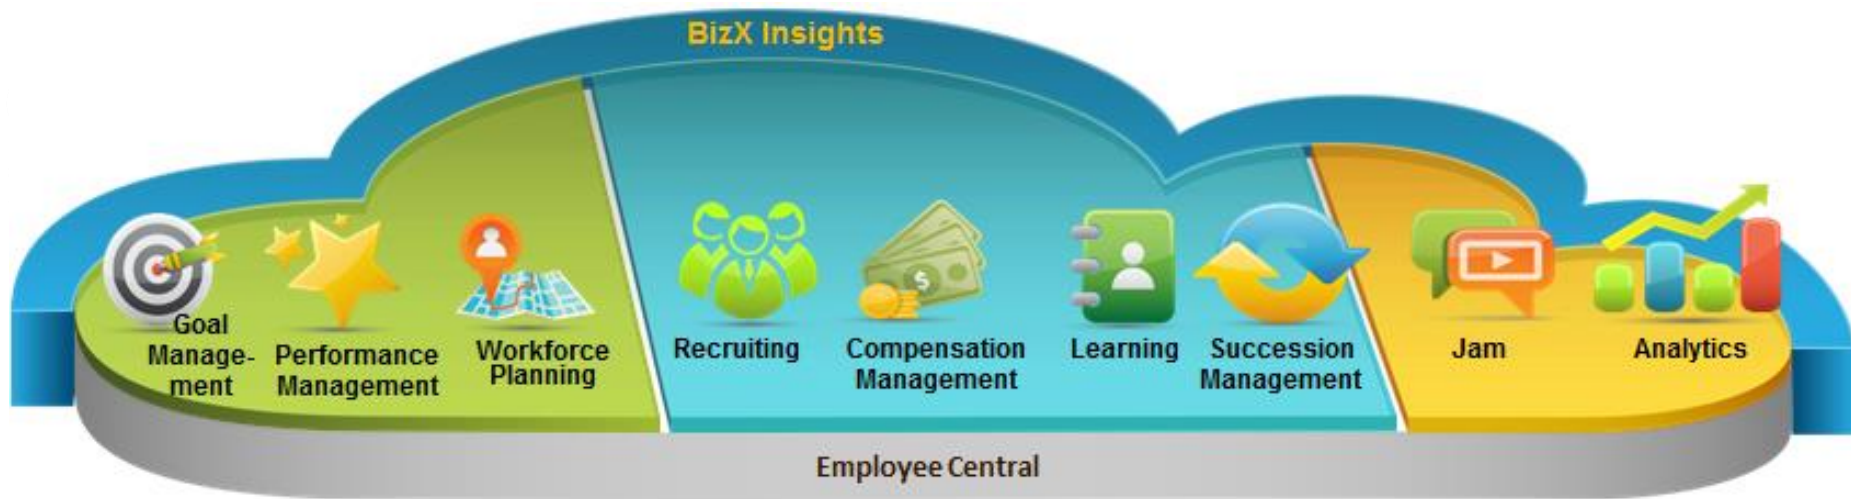 BizX Insights
Goal
Manage-
ment
Performance
Management
Workforce
Planning
Recruiting
Compensation
Management
Learning
Succession
Management
Jam
Analytics
Employee Central